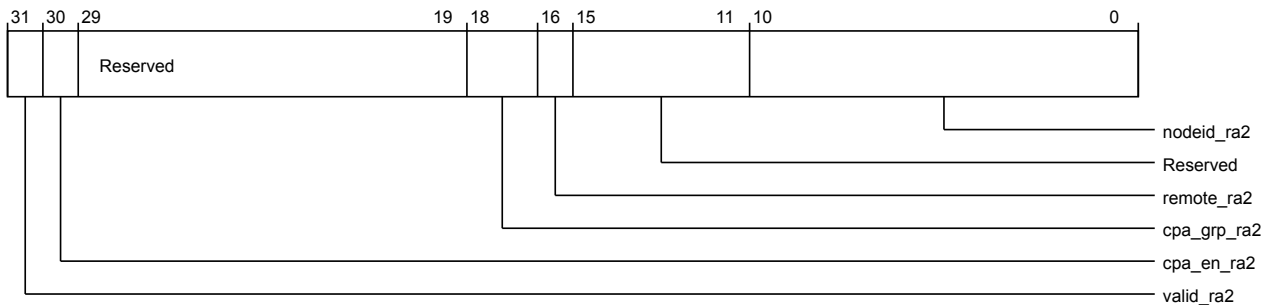 31 30 29 19 18 16 15 11 10 0
Reserved
nodeid_ra2
Reserved
remote_ra2
cpa_grp_ra2
cpa_en_ra2
valid_ra2